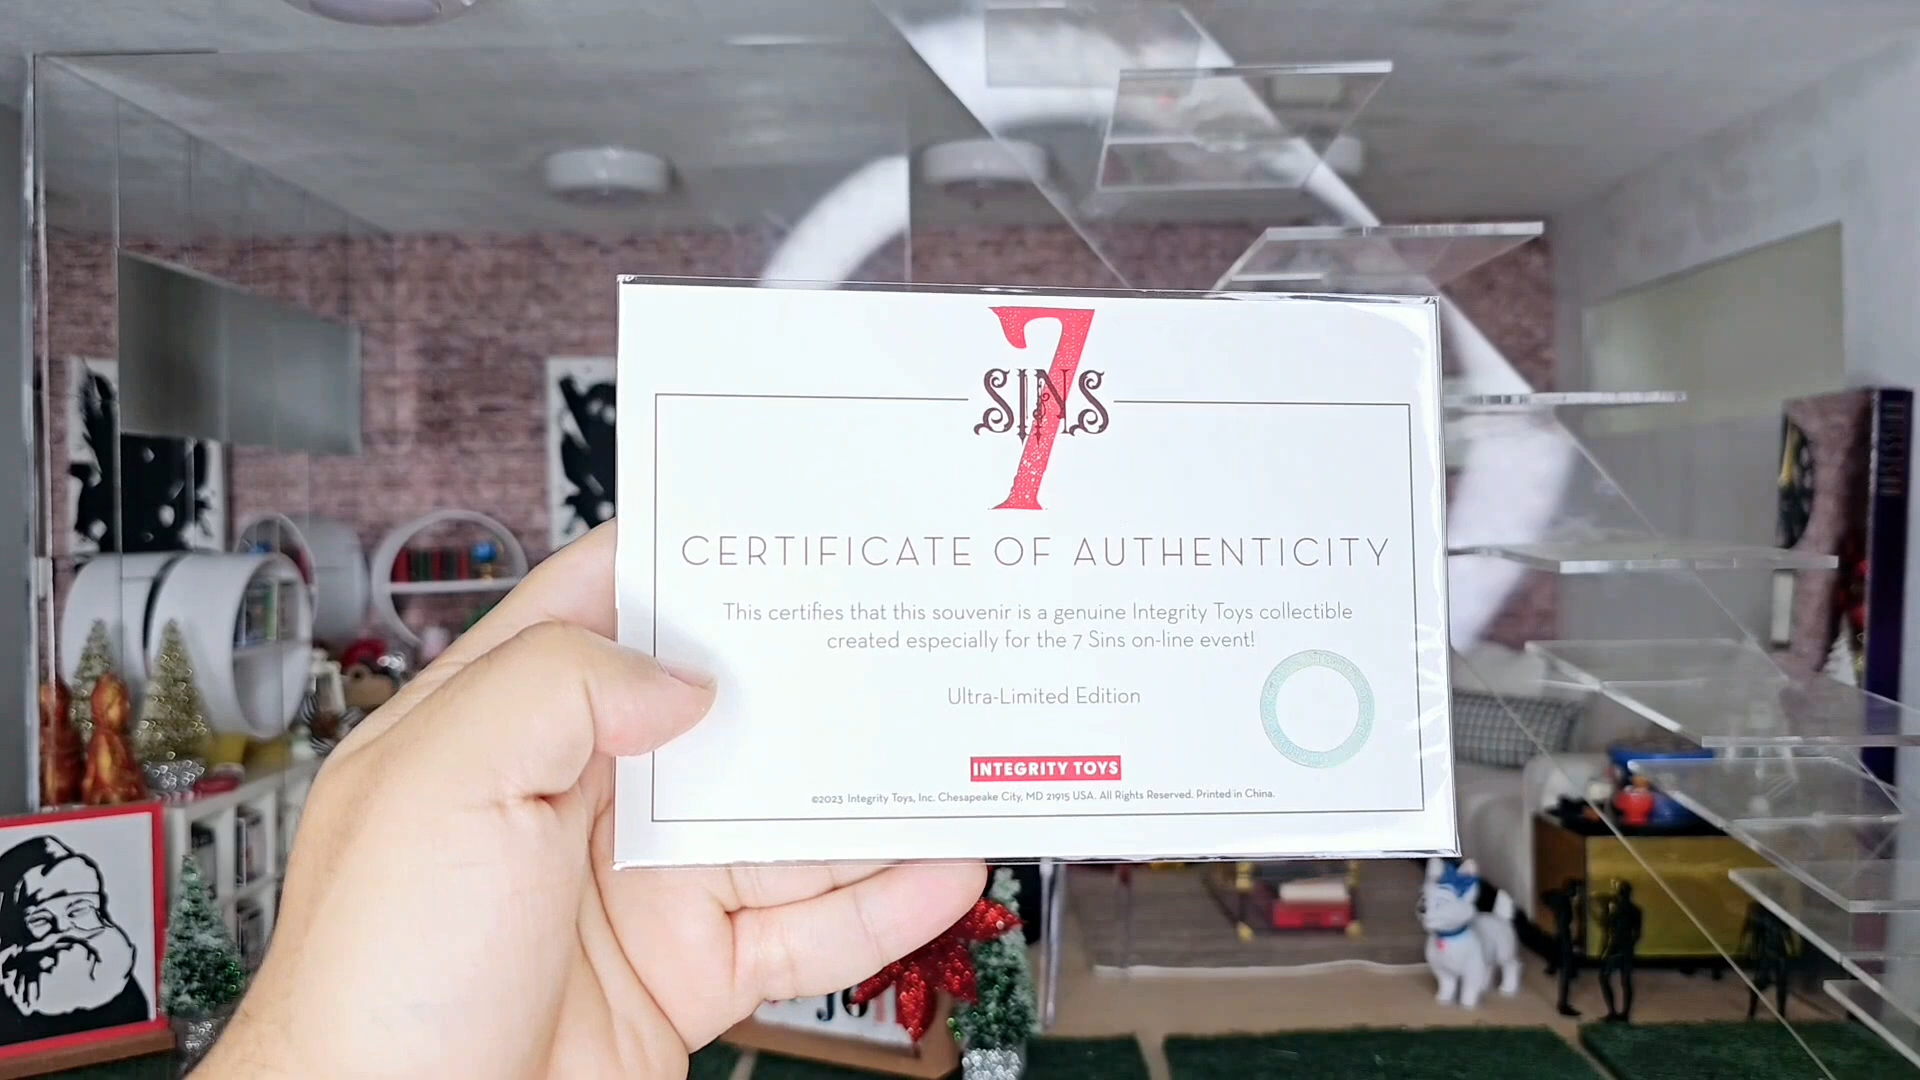 7
SINS
CERTIFICATE OF AUTHENTICITY
This certifies that this souvenir is a genuine Integrity Toys collectible
created especially for the 7 Sins on-line event!
Ultra-Limited Edition
INTEGRITY TOYS
©2023 Integrity Toys, Inc. Chesapeake City, MD 21915 USA. All Rights Reserved. Printed in China.